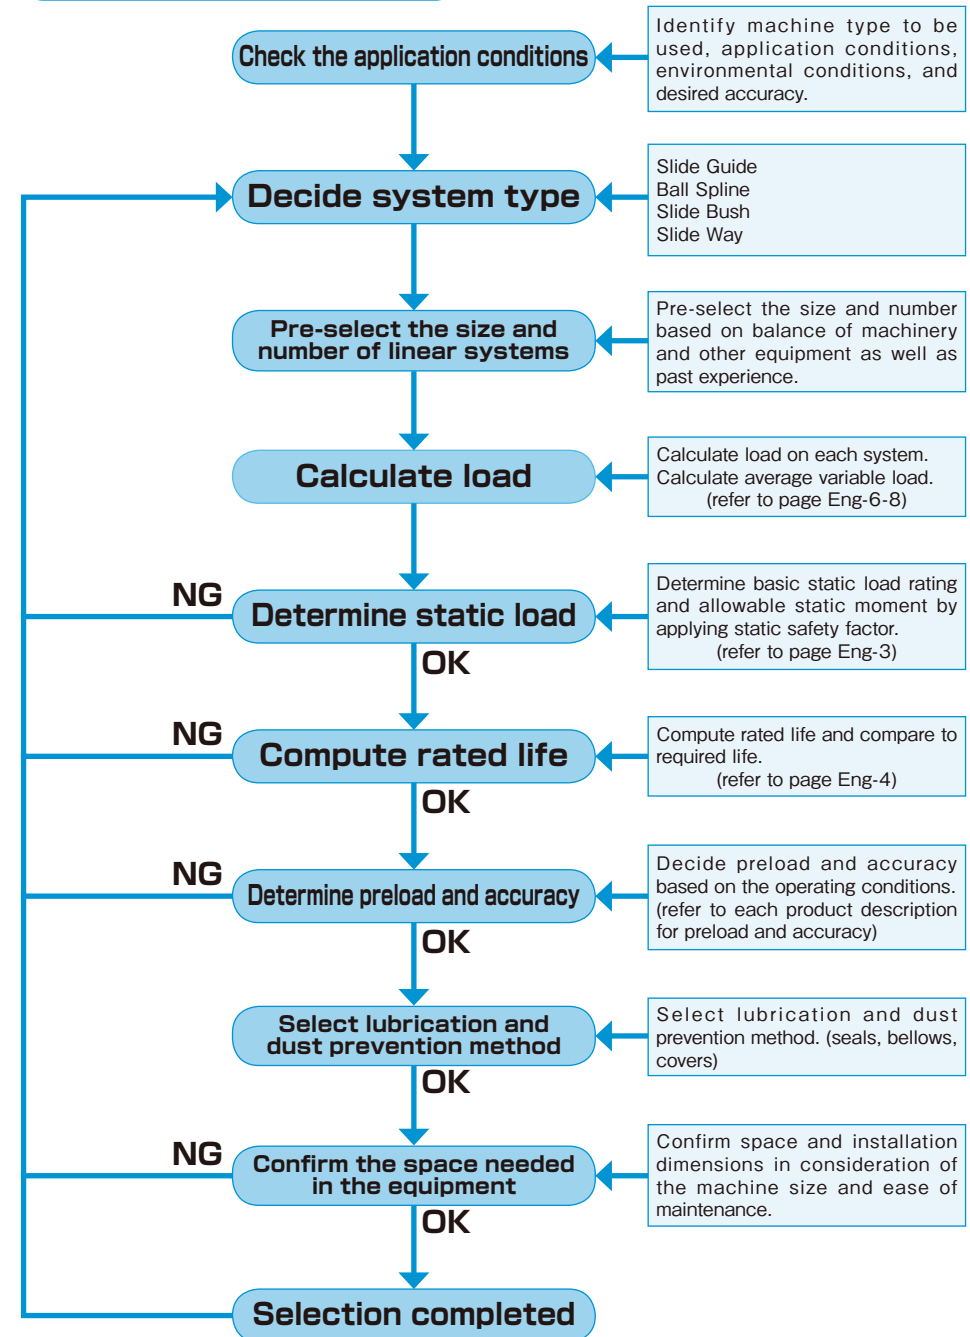 Check the application conditions
Identify machine type to be
used, application conditions,
environmental conditions, and
desired accuracy.
Decide system type
Slide Guide
Ball Spline
Slide Bush
Slide Way
Pre-select the size and
number of linear systems
Pre-select the size and number
based on balance of machinery
and other equipment as well as
past experience.
Calculate load
Calculate load on each system.
Calculate average variable load.
(refer to page Eng-6-8)
NG
Determine static load
OK
Determine basic static load rating
and allowable static moment by
applying static safety factor.
(refer to page Eng-3)
NG
Compute rated life
OK
Compute rated life and compare to
required life.
(refer to page Eng-4)
NG
Determine preload and accuracy
OK
Decide preload and accuracy
based on the operating conditions.
(refer to each product description
for preload and accuracy)
Select lubrication and
dust prevention method
OK
Select lubrication and dust
prevention method. (seals, bellows,
covers)
NG
Confirm the space needed
in the equipment
OK
Confirm space and installation
dimensions in consideration of
the machine size and ease of
maintenance.
Selection completed